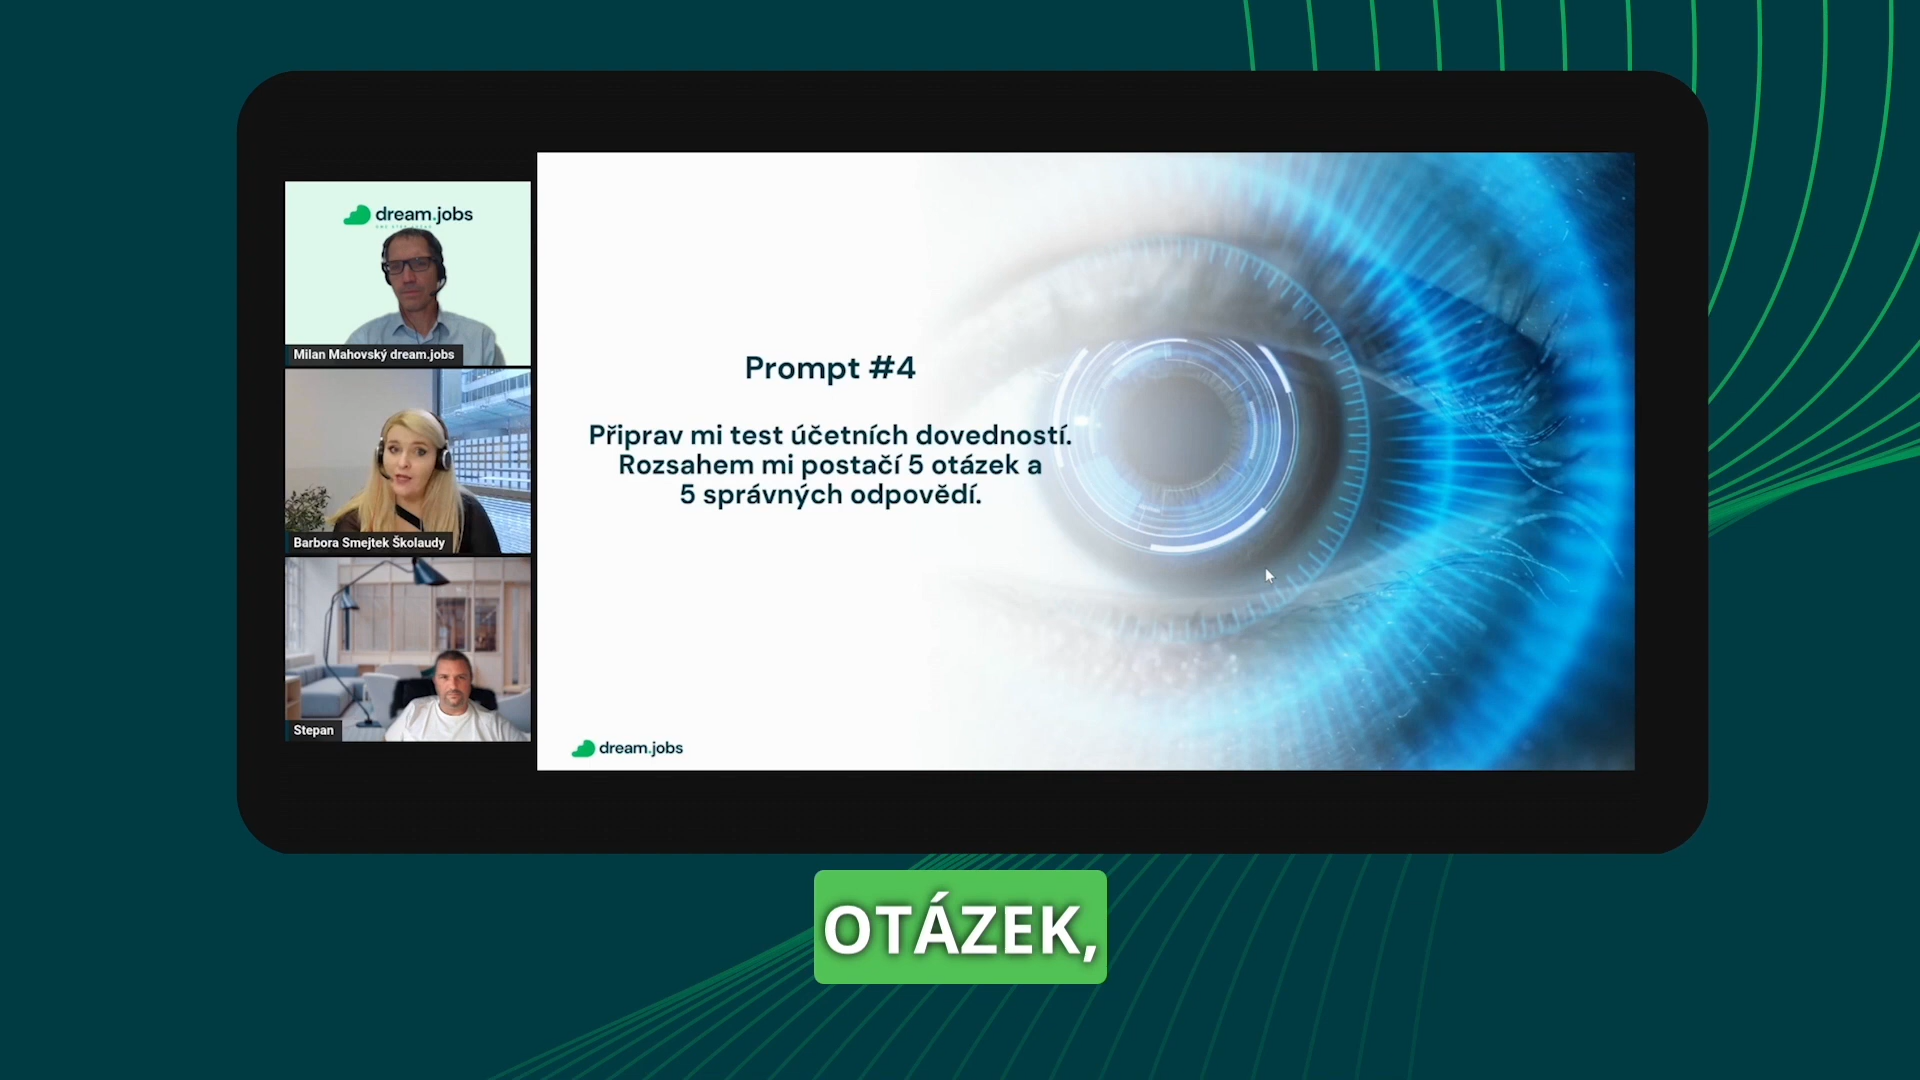 dream.jobs
Milan Mahovský dream.jobs
Barbora Smejtek Školaudy
Stepan
Prompt #4
Připrav mi test účetních dovedností.
Rozsahem mi postačí 5 otázek a
5 správných odpovědí.
dream.jobs
OTÁZEK,